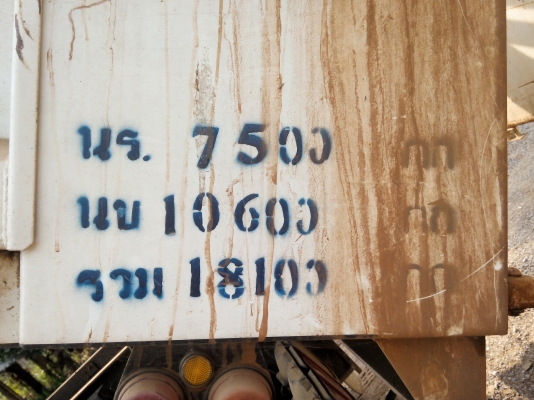 นร. 7500 กก
นบ 10600 กก
รวม 18100 กก